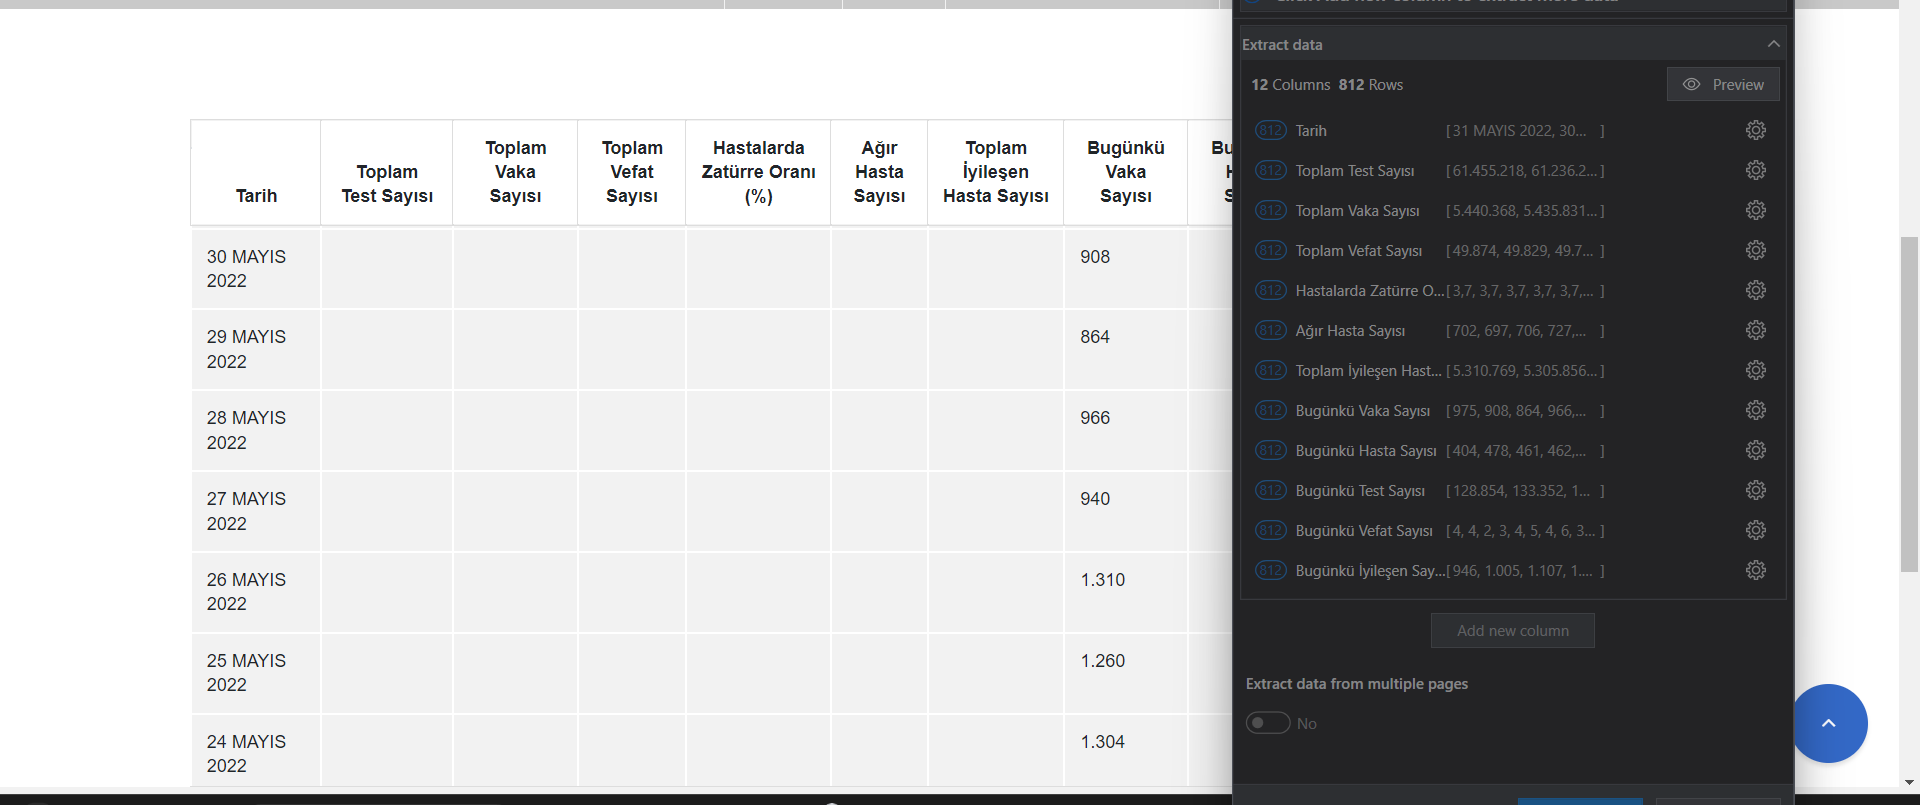 Tarih
Toplam
Test Sayısı
Toplam
Vaka
Sayısı
Toplam
Vefat
Sayısı
Hastalarda
Zatürre Oranı
(%)
Ağır
Hasta
Sayısı
Toplam
İyileşen
Hasta Sayısı
Bugünkü
Vaka
Sayısı
30 MAYIS
2022
908
29 MAYIS
2022
864
28 MAYIS
2022
966
27 MAYIS
2022
940
26 MAYIS
2022
1.310
25 MAYIS
2022
1.260
24 MAYIS
2022
1.304
Extract data
12 Columns 812 Rows
Preview
812 Tarih [ 31 MAYIS 2022, 30... ]
812 Toplam Test Sayısı [ 61.455.218, 61.236.2... ]
812 Toplam Vaka Sayısı [ 5.440.368, 5.435.831... ]
812 Toplam Vefat Sayısı [ 49.874, 49.829, 49.7... ]
812 Hastalarda Zatürre O... [ 3,7, 3,7, 3,7, 3,7, 3,7,... ]
812 Ağır Hasta Sayısı [ 702, 697, 706, 727,... ]
812 Toplam İyileşen Hast... [ 5.310.769, 5.305.856... ]
812 Bugünkü Vaka Sayısı [ 975, 908, 864, 966,... ]
812 Bugünkü Hasta Sayısı [ 404, 478, 461, 462,... ]
812 Bugünkü Test Sayısı [ 128.854, 133.352, 1... ]
812 Bugünkü Vefat Sayısı [ 4, 4, 2, 3, 4, 5, 4, 6, 3... ]
812 Bugünkü İyileşen Say... [ 946, 1.005, 1.107, 1.... ]
Add new column
Extract data from multiple pages
No